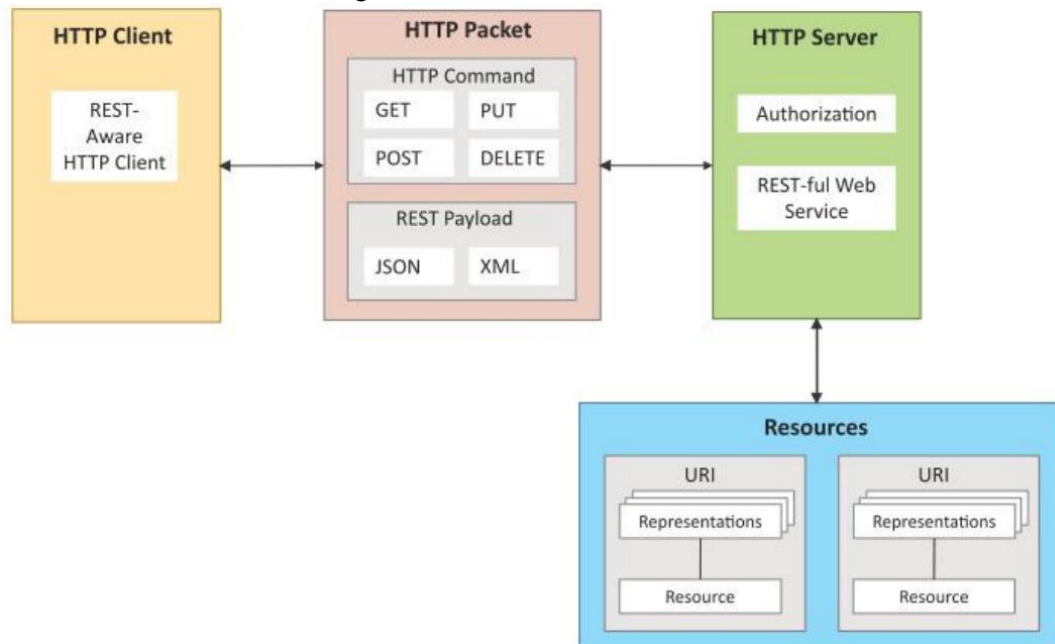 HTTP Client
REST-
Aware
HTTP Client
HTTP Packet
HTTP Command
GET
PUT
POST
DELETE
REST Payload
JSON
XML
HTTP Server
Authorization
REST-ful Web
Service
Resources
URI
Representations
Resource
URI
Representations
Resource